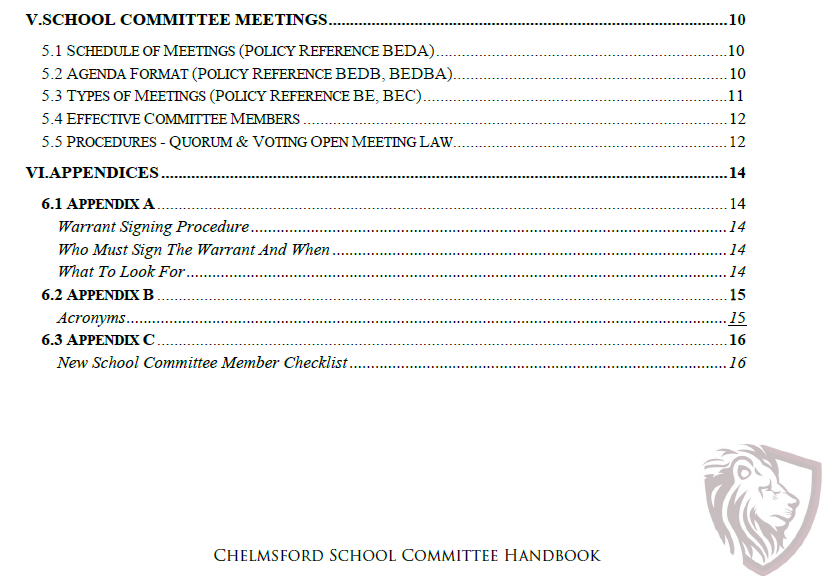 V.SCHOOL COMMITTEE MEETINGS....................................................................................................10
5.1 SCHEDULE OF MEETINGS (POLICY REFERENCE BEDA)....................................................................10
5.2 AGENDA FORMAT (POLICY REFERENCE BEDB, BEDBA)................................................................10
5.3 TYPES OF MEETINGS (POLICY REFERENCE BE, BEC).......................................................................11
5.4 EFFECTIVE COMMITTEE MEMBERS....................................................................................................12
5.5 PROCEDURES - QUORUM & VOTING OPEN MEETING LAW................................................................12
VI.APPENDICES....................................................................................................14
6.1 APPENDIX A....................................................................................................14
Warrant Signing Procedure....................................................................................................14
Who Must Sign The Warrant And When....................................................................................................14
What To Look For....................................................................................................14
6.2 APPENDIX B....................................................................................................15
Acronyms....................................................................................................15
6.3 APPENDIX C....................................................................................................16
New School Committee Member Checklist....................................................................................................16
CHELMSFORD SCHOOL COMMITTEE HANDBOOK